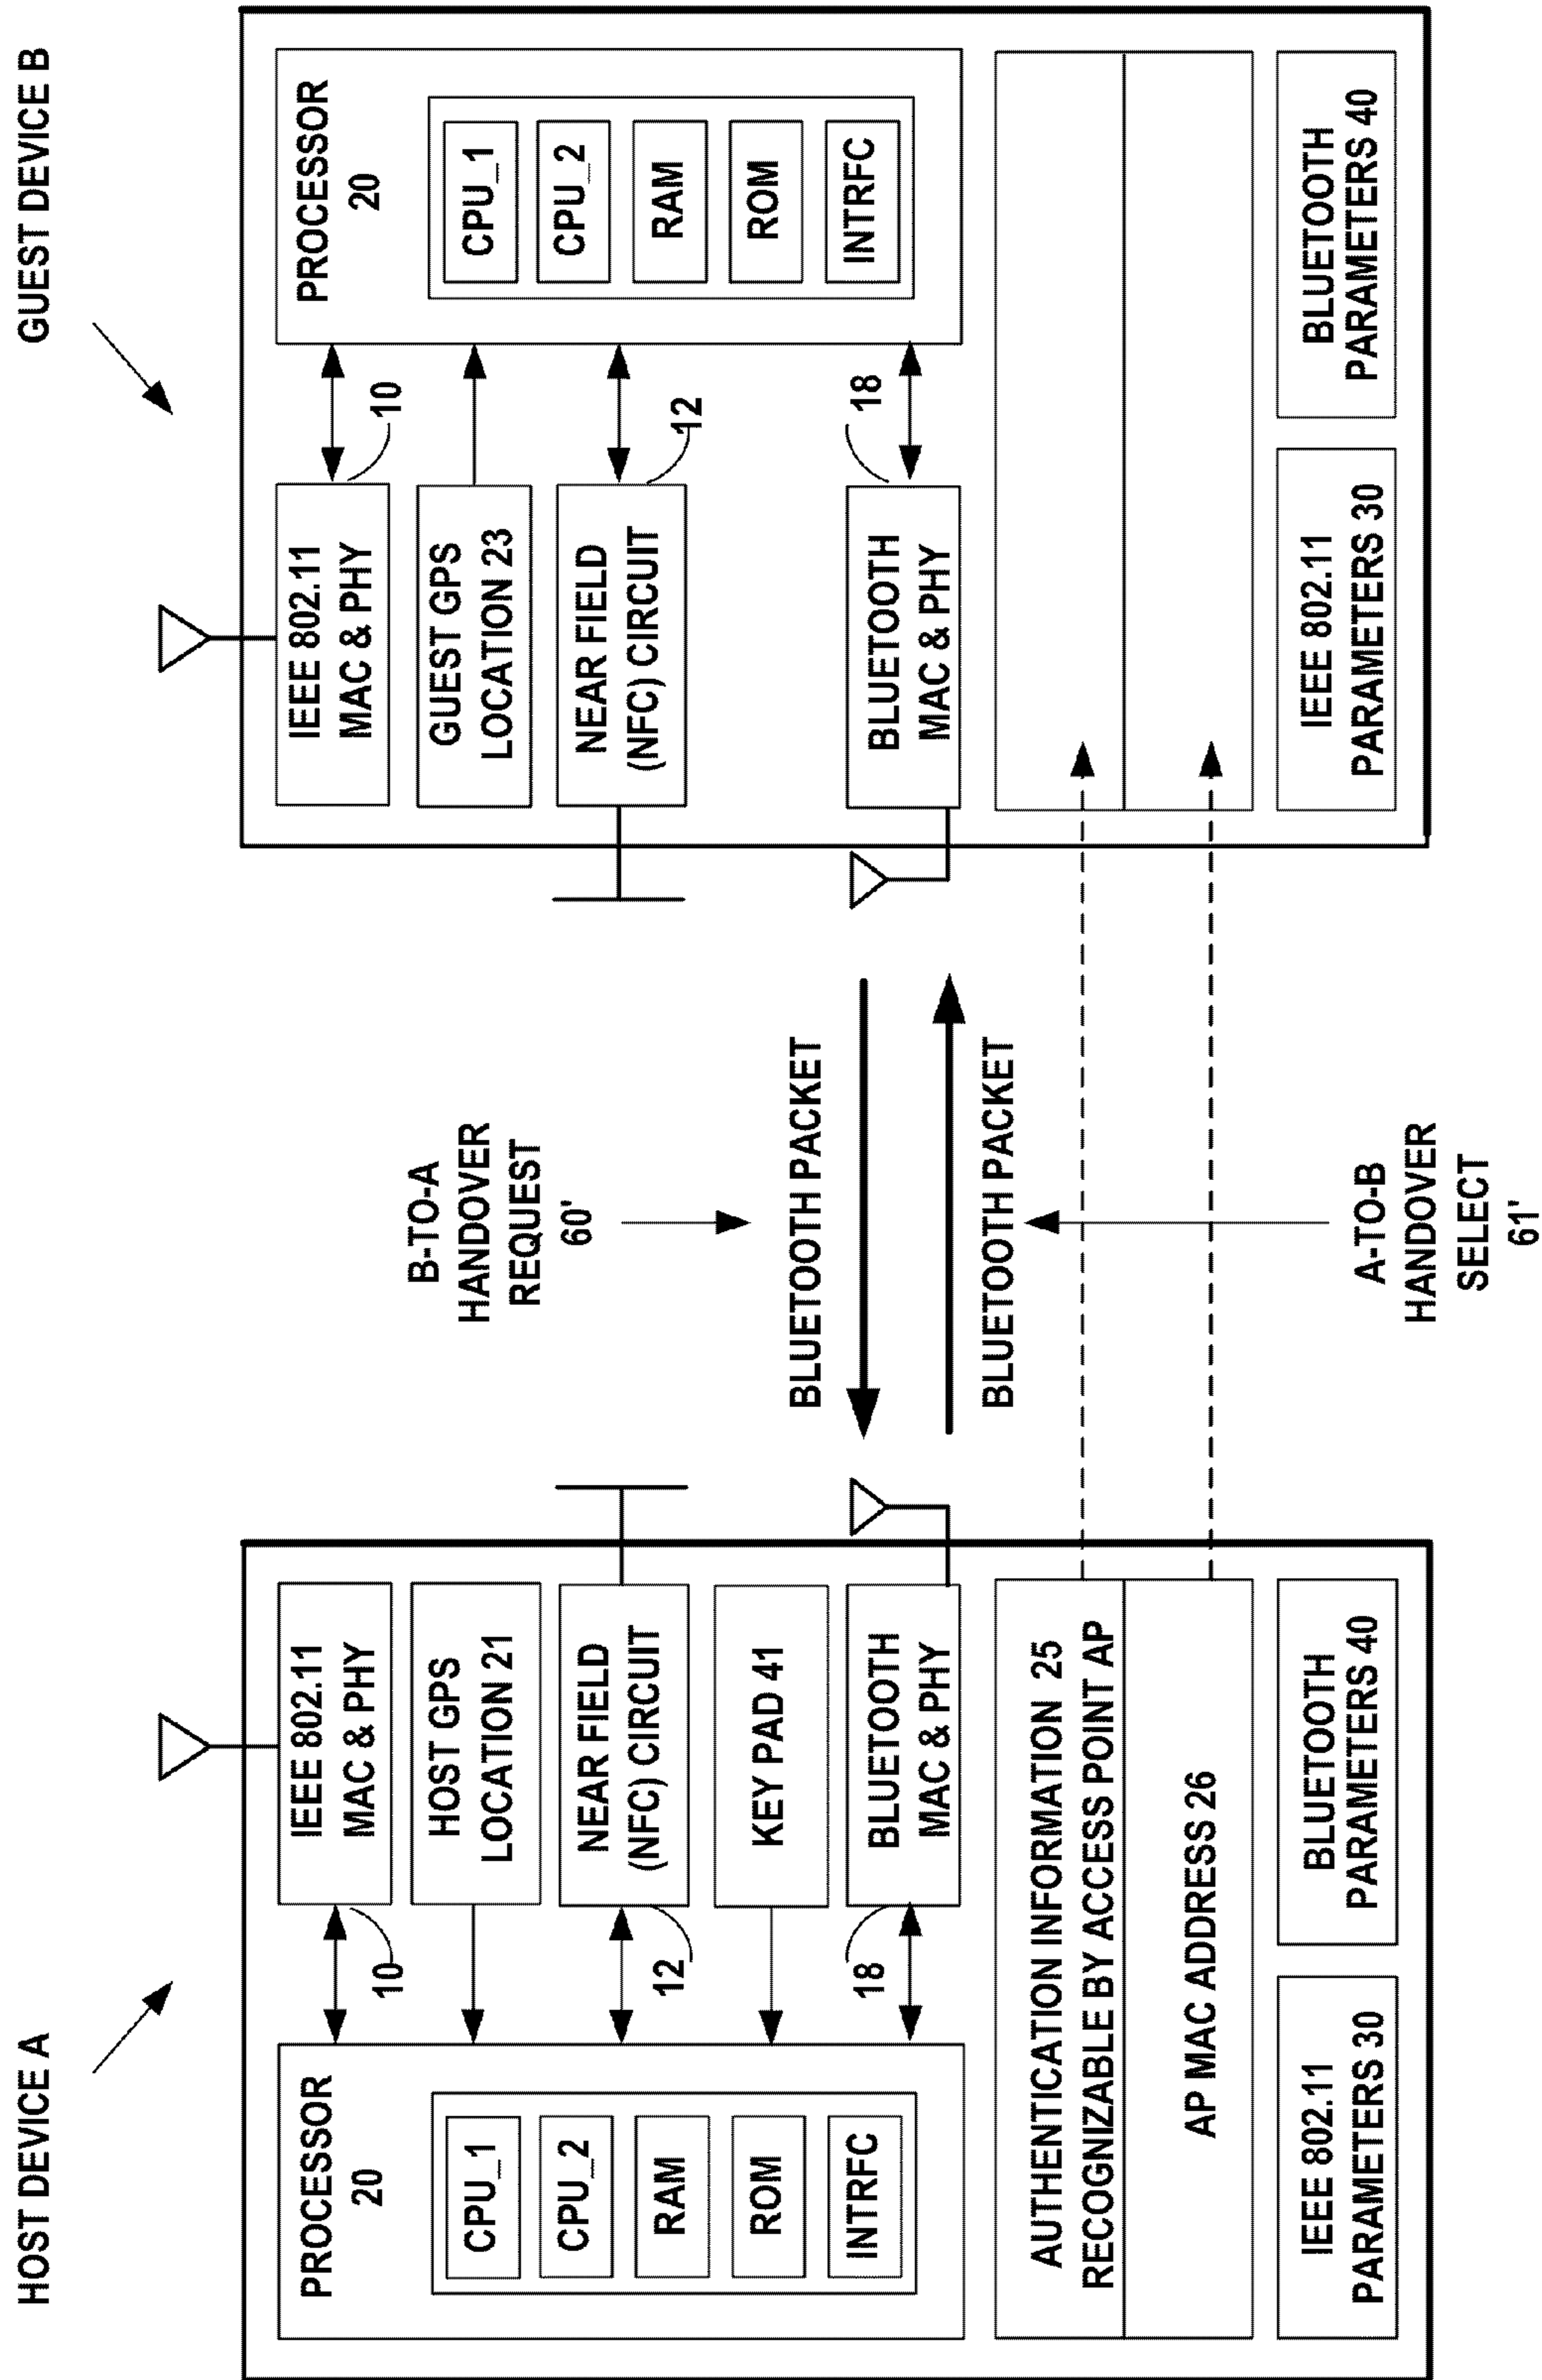 HOST DEVICE A
PROCESSOR
20
CPU_1
CPU_2
RAM
ROM
INTRFC
10
12
18
IEEE 802.11
MAC & PHY
HOST GPS
LOCATION 21
NEAR FIELD
(NFC) CIRCUIT
KEY PAD 41
BLUETOOTH
MAC & PHY
AUTHENTICATION INFORMATION 25
RECOGNIZABLE BY ACCESS POINT AP
AP MAC ADDRESS 26
IEEE 802.11
PARAMETERS 30
BLUETOOTH
PARAMETERS 40
B-TO-A
HANDOVER
REQUEST
60'
BLUETOOTH PACKET
BLUETOOTH PACKET
A-TO-B
HANDOVER
SELECT
61'
GUEST DEVICE B
IEEE 802.11
MAC & PHY
GUEST GPS
LOCATION 23
NEAR FIELD
(NFC) CIRCUIT
BLUETOOTH
MAC & PHY
10
12
18
PROCESSOR
20
CPU_1
CPU_2
RAM
ROM
INTRFC
IEEE 802.11
PARAMETERS 30
BLUETOOTH
PARAMETERS 40